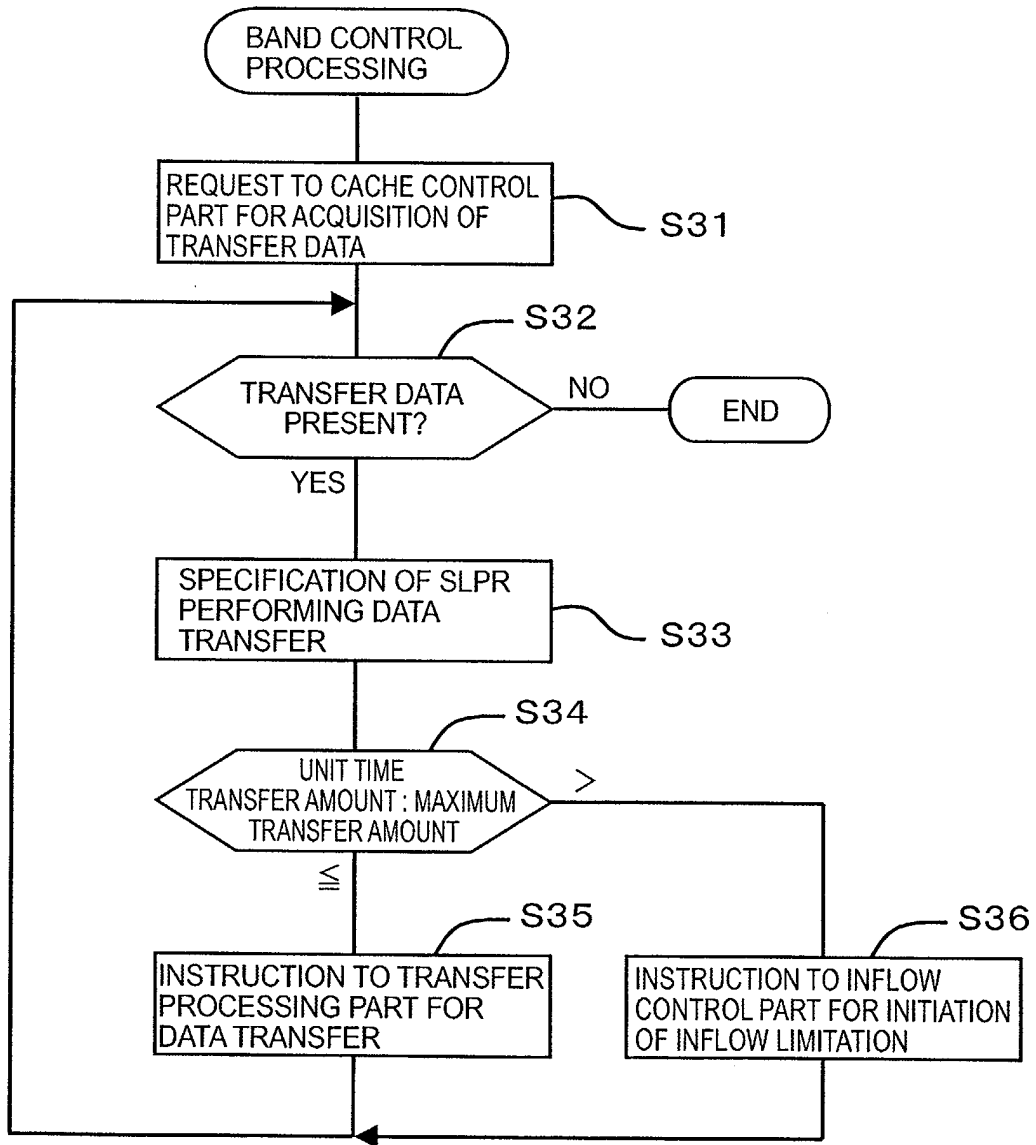 BAND CONTROL
PROCESSING
REQUEST TO CACHE CONTROL
PART FOR ACQUISITION OF
TRANSFER DATA
S31
S32
TRANSFER DATA
PRESENT?
NO
END
YES
SPECIFICATION OF SLPR
PERFORMING DATA
TRANSFER
S33
S34
UNIT TIME
TRANSFER AMOUNT : MAXIMUM
TRANSFER AMOUNT
>
≦
S35
INSTRUCTION TO TRANSFER
PROCESSING PART FOR
DATA TRANSFER
S36
INSTRUCTION TO INFLOW
CONTROL PART FOR INITIATION
OF INFLOW LIMITATION